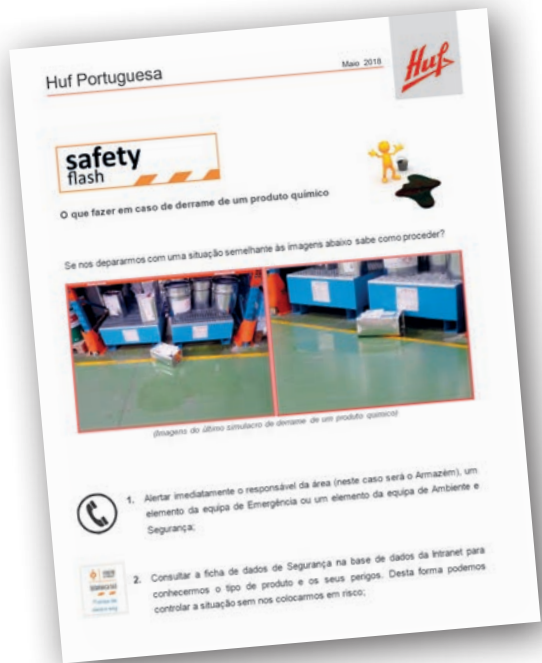 Huf Portuguesa
Maio 2018
Huf
safety
flash
O que fazer em caso de derrame de um produto químico
Se nos depararmos com uma situação semelhante às imagens abaixo sabe como proceder?
(Imagens do último simulacro de derrame de um produto químico)
1. Alertar imediatamente o responsável da área (neste caso será o Armazém), um
elemento da equipa de Emergência ou um elemento da equipa de Ambiente e
Segurança;
2. Consultar a ficha de dados de Segurança na base de dados da Intranet para
conhecermos o tipo de produto e os seus perigos. Desta forma podemos
controlar a situação sem nos colocarmos em risco;